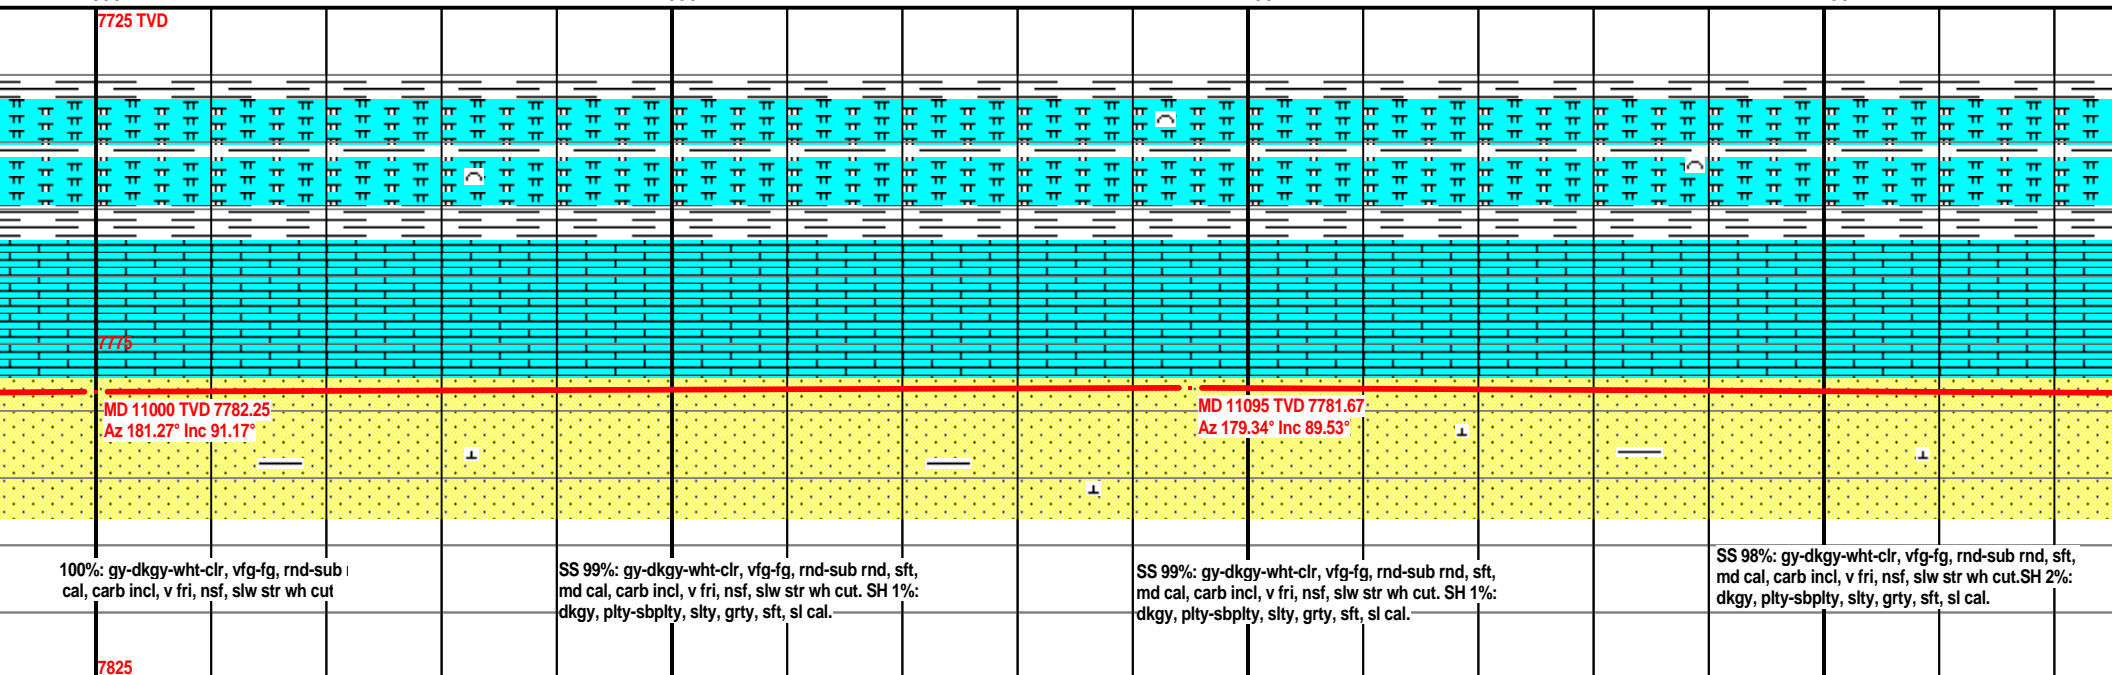 7725 TVD
7775
MD 11000 TVD 7782.25
Az 181.27° Inc 91.17°
MD 11095 TVD 7781.67
Az 179.34° Inc 89.53°
100%: gy-dkgy-wht-clr, vfg-fg, rnd-sub
cal, carb incl, v fri, nsf, slw str wh cut
SS 99%: gy-dkgy-wht-clr, vfg-fg, rnd-sub rnd, sft,
md cal, carb incl, v fri, nsf, slw str wh cut. SH 1%:
dkgy, plty-sbplty, slty, grty, sft, sl cal.
SS 99%: gy-dkgy-wht-clr, vfg-fg, rnd-sub rnd, sft,
md cal, carb incl, v fri, nsf, slw str wh cut. SH 1%:
dkgy, plty-sbplty, slty, grty, sft, sl cal.
SS 98%: gy-dkgy-wht-clr, vfg-fg, rnd-sub rnd, sft,
md cal, carb incl, v fri, nsf, slw str wh cut.SH 2%:
dkgy, plty-sbplty, slty, grty, sft, sl cal.
7825